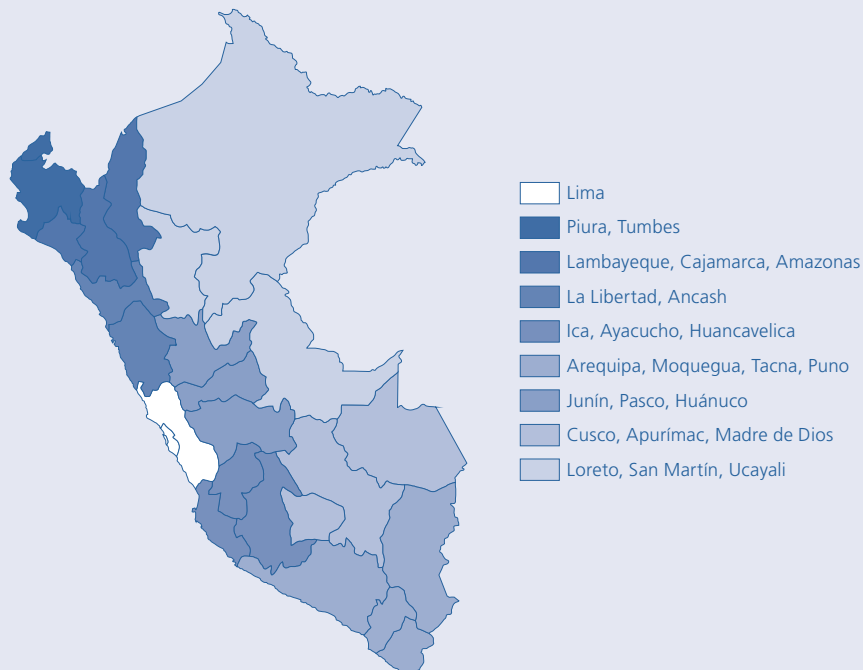 Lima
Piura, Tumbes
Lambayeque, Cajamarca, Amazonas
La Libertad, Ancash
Ica, Ayacucho, Huancavelica
Arequipa, Moquegua, Tacna, Puno
Junín, Pasco, Huánuco
Cusco, Apurímac, Madre de Dios
Loreto, San Martín, Ucayali